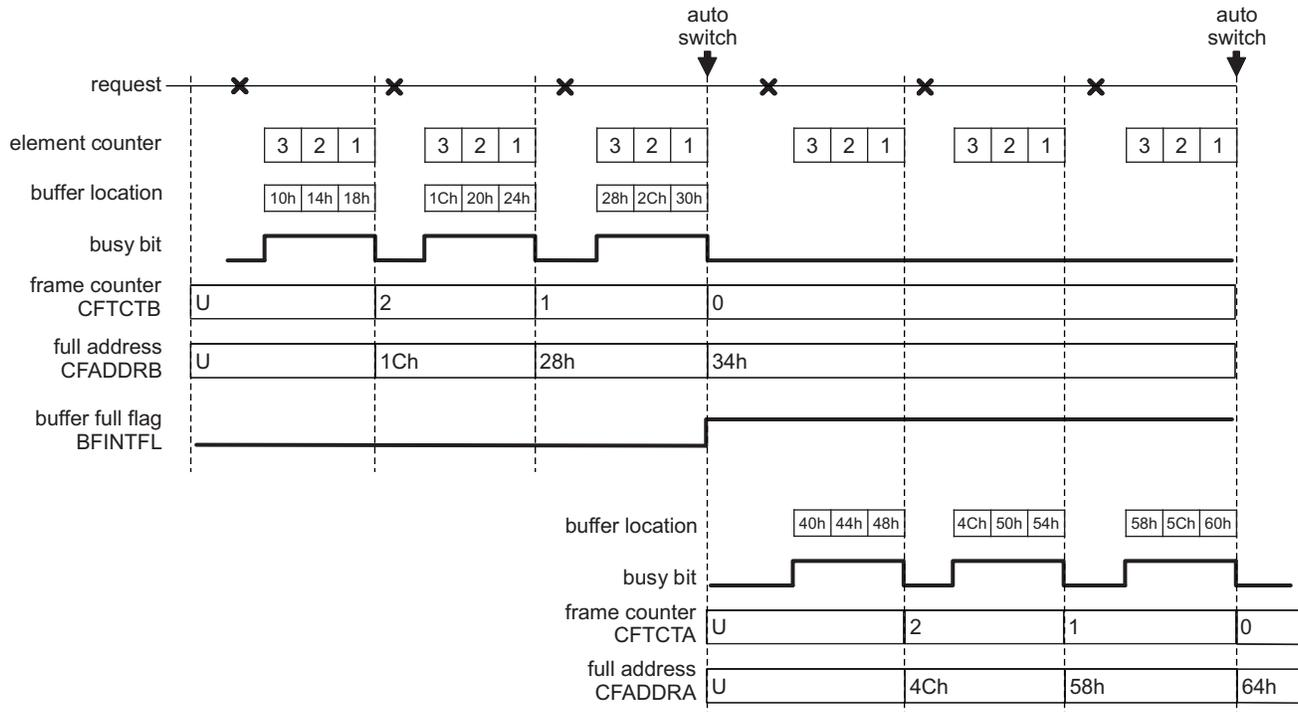 auto
switch
auto
switch
request
element counter
3 2 1 3 2 1 3 2 1 3 2 1 3 2 1 3 2 1
buffer location
10h 14h 18h 1Ch 20h 24h 28h 2Ch 30h
busy bit
frame counter
CFTCTB
U 2 1 0
full address
CFADDRB
U 1Ch 28h 34h
buffer full flag
BFINTFL
buffer location
40h 44h 48h 4Ch 50h 54h 58h 5Ch 60h
busy bit
frame counter
CFTCTA
U 2 1 0
full address
CFADDRA
U 4Ch 58h 64h